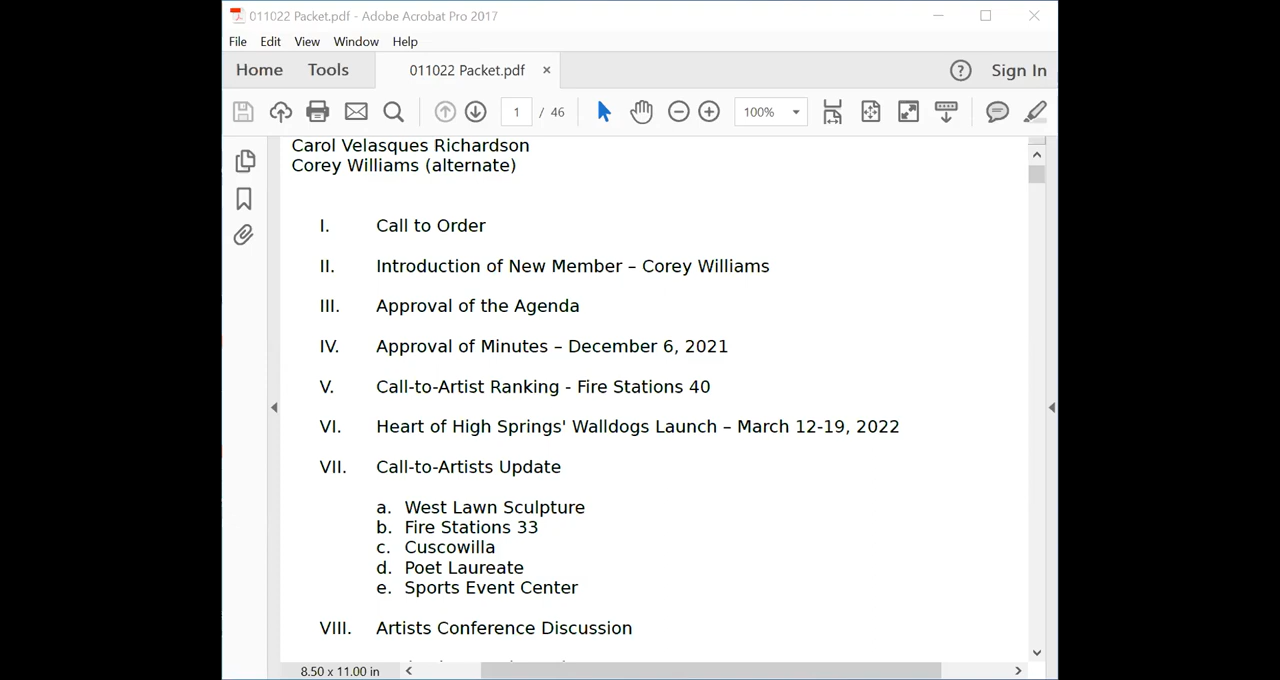 011022 Packet.pdf - Adobe Acrobat Pro 2017
File Edit View Window Help
Home Tools 011022 Packet.pdf × Sign In
1 / 46 100%
Carol Velasques Richardson
Corey Williams (alternate)
I. Call to Order
II. Introduction of New Member – Corey Williams
III. Approval of the Agenda
IV. Approval of Minutes – December 6, 2021
V. Call-to-Artist Ranking - Fire Stations 40
VI. Heart of High Springs' Walldogs Launch – March 12-19, 2022
VII. Call-to-Artists Update
a. West Lawn Sculpture
b. Fire Stations 33
c. Cuscowilla
d. Poet Laureate
e. Sports Event Center
VIII. Artists Conference Discussion
8.50 x 11.00 in